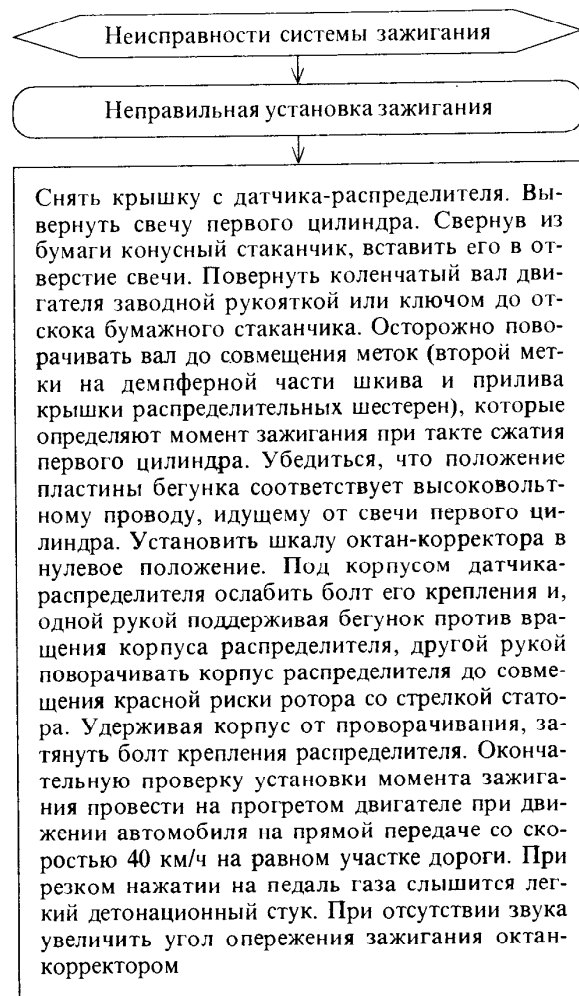 Неисправности системы зажигания
Неправильная установка зажигания
Снять крышку с датчика-распределителя. Вы-
вернуть свечу первого цилиндра. Свернув из
бумаги конусный стаканчик, вставить его в от-
верстие свечи. Повернуть коленчатый вал дви-
гателя заводной рукояткой или ключом до от-
скока бумажного стаканчика. Осторожно пово-
рачивать вал до совмещения меток (второй мет-
ки на демпферной части шкива и прилива
крышки распределительных шестерен), которые
определяют момент зажигания при такте сжатия
первого цилиндра. Убедиться, что положение
пластины бегунка соответствует высоковольт-
ному проводу, идущему от свечи первого ци-
линдра. Установить шкалу октан-корректора в
нулевое положение. Под корпусом датчика-
распределителя ослабить болт его крепления и,
одной рукой поддерживая бегунок против вра-
щения корпуса распределителя, другой рукой
поворачивать корпус распределителя до совме-
щения красной риски ротора со стрелкой стато-
ра. Удерживая корпус от проворачивания, за-
тянуть болт крепления распределителя. Оконча-
тельную проверку установки момента зажига-
ния провести на прогретом двигателе при дви-
жении автомобиля на прямой передаче со ско-
ростью 40 км/ч на равном участке дороги. При
резком нажатии на педаль газа слышится лег-
кий детонационный стук. При отсутствии звука
увеличить угол опережения зажигания октан-
корректором